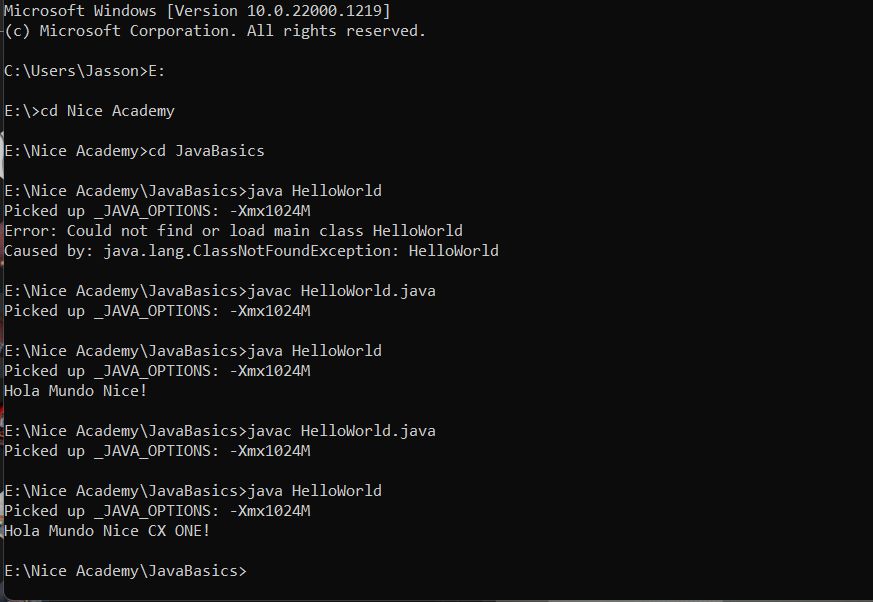 Microsoft Windows [Version 10.0.22000.1219]
(c) Microsoft Corporation. All rights reserved.
C:\Users\Jasson>E:
E:\>cd Nice Academy
E:\Nice Academy>cd JavaBasics
E:\Nice Academy\JavaBasics>java HelloWorld
Picked up _JAVA_OPTIONS: -Xmx1024M
Error: Could not find or load main class HelloWorld
Caused by: java.lang.ClassNotFoundException: HelloWorld
E:\Nice Academy\JavaBasics>javac HelloWorld.java
Picked up _JAVA_OPTIONS: -Xmx1024M
E:\Nice Academy\JavaBasics>java HelloWorld
Picked up _JAVA_OPTIONS: -Xmx1024M
Hola Mundo Nice!
E:\Nice Academy\JavaBasics>javac HelloWorld.java
Picked up _JAVA_OPTIONS: -Xmx1024M
E:\Nice Academy\JavaBasics>java HelloWorld
Picked up _JAVA_OPTIONS: -Xmx1024M
Hola Mundo Nice CX ONE!
E:\Nice Academy\JavaBasics>